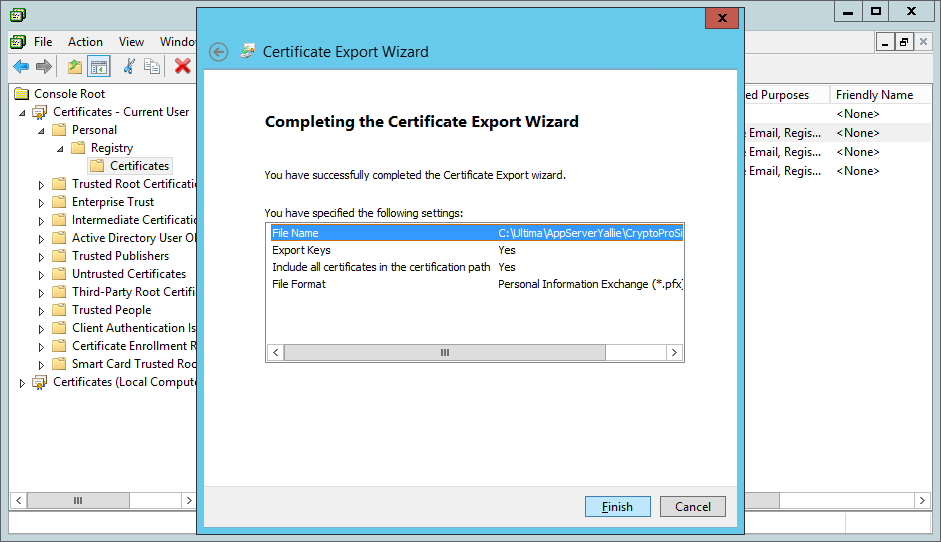 Certificate Export Wizard
File Action View Windo
Console Root
Certificates - Current User
Personal
Registry
Certificates
Trusted Root Certificatio
Enterprise Trust
Intermediate Certificatio
Active Directory User Ob
Trusted Publishers
Untrusted Certificates
Third-Party Root Certifi
Trusted People
Client Authentication Is
Certificate Enrollment R
Smart Card Trusted Roo
Certificates (Local Compute
Completing the Certificate Export Wizard
You have successfully completed the Certificate Export wizard.
You have specified the following settings:
File Name C:\Ultima\AppServerYallie\CryptoProSi
Export Keys Yes
Include all certificates in the certification path Yes
File Format Personal Information Exchange (*.pfx)
Finish Cancel
ed Purposes Friendly Name
<None>
e Email, Regis... <None>
e Email, Regis... <None>
e Email, Regis... <None>